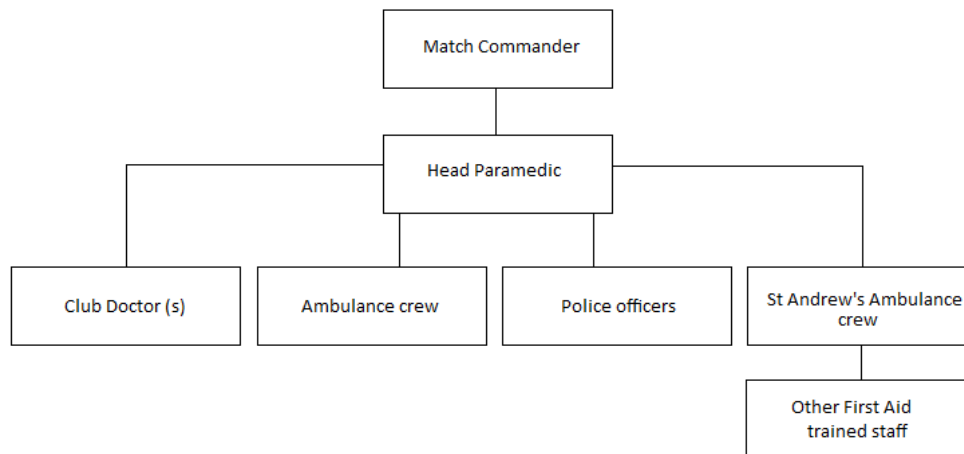 Match Commander
Head Paramedic
Club Doctor (s)
Ambulance crew
Police officers
St Andrew's Ambulance
crew
Other First Aid
trained staff